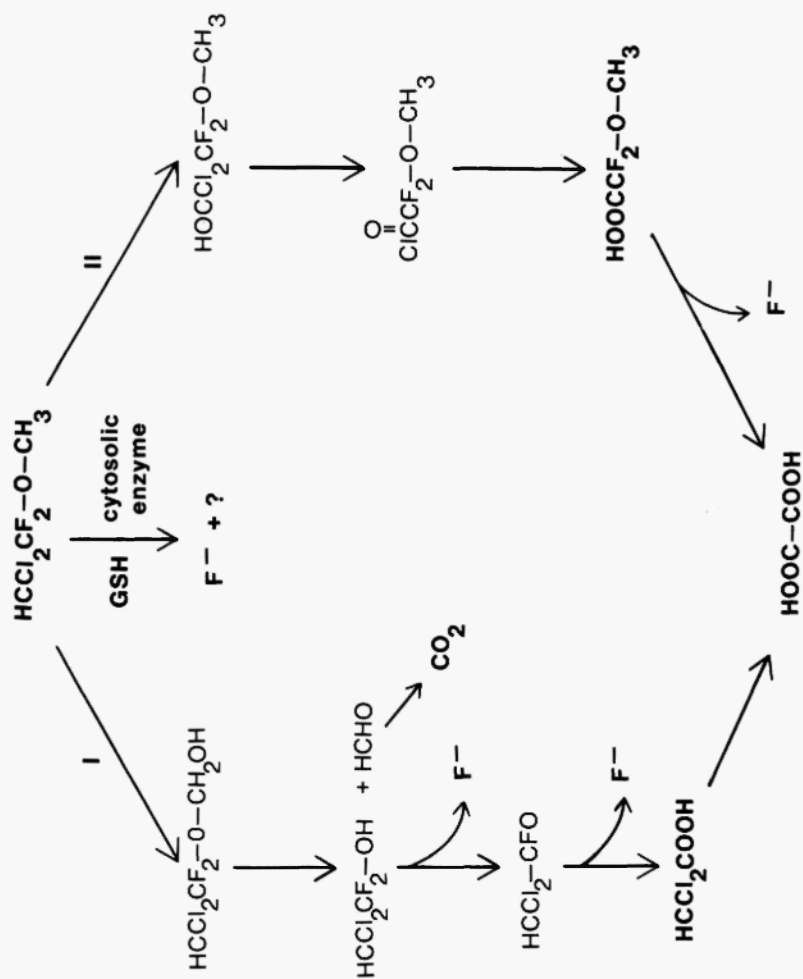 HCCl2CF2-O-CH3
I
GSH
cytosolic
enzyme
II
F- + ?
HCCl2CF2-O-CH2OH
HOCCl2CF2-O-CH3
HCCl2CF2-OH + HCHO
CO2
F-
O
ClCCF2-O-CH3
HCCl2-CFO
F-
HOOCCF2-O-CH3
HCCl2COOH
F-
HOOC-COOH